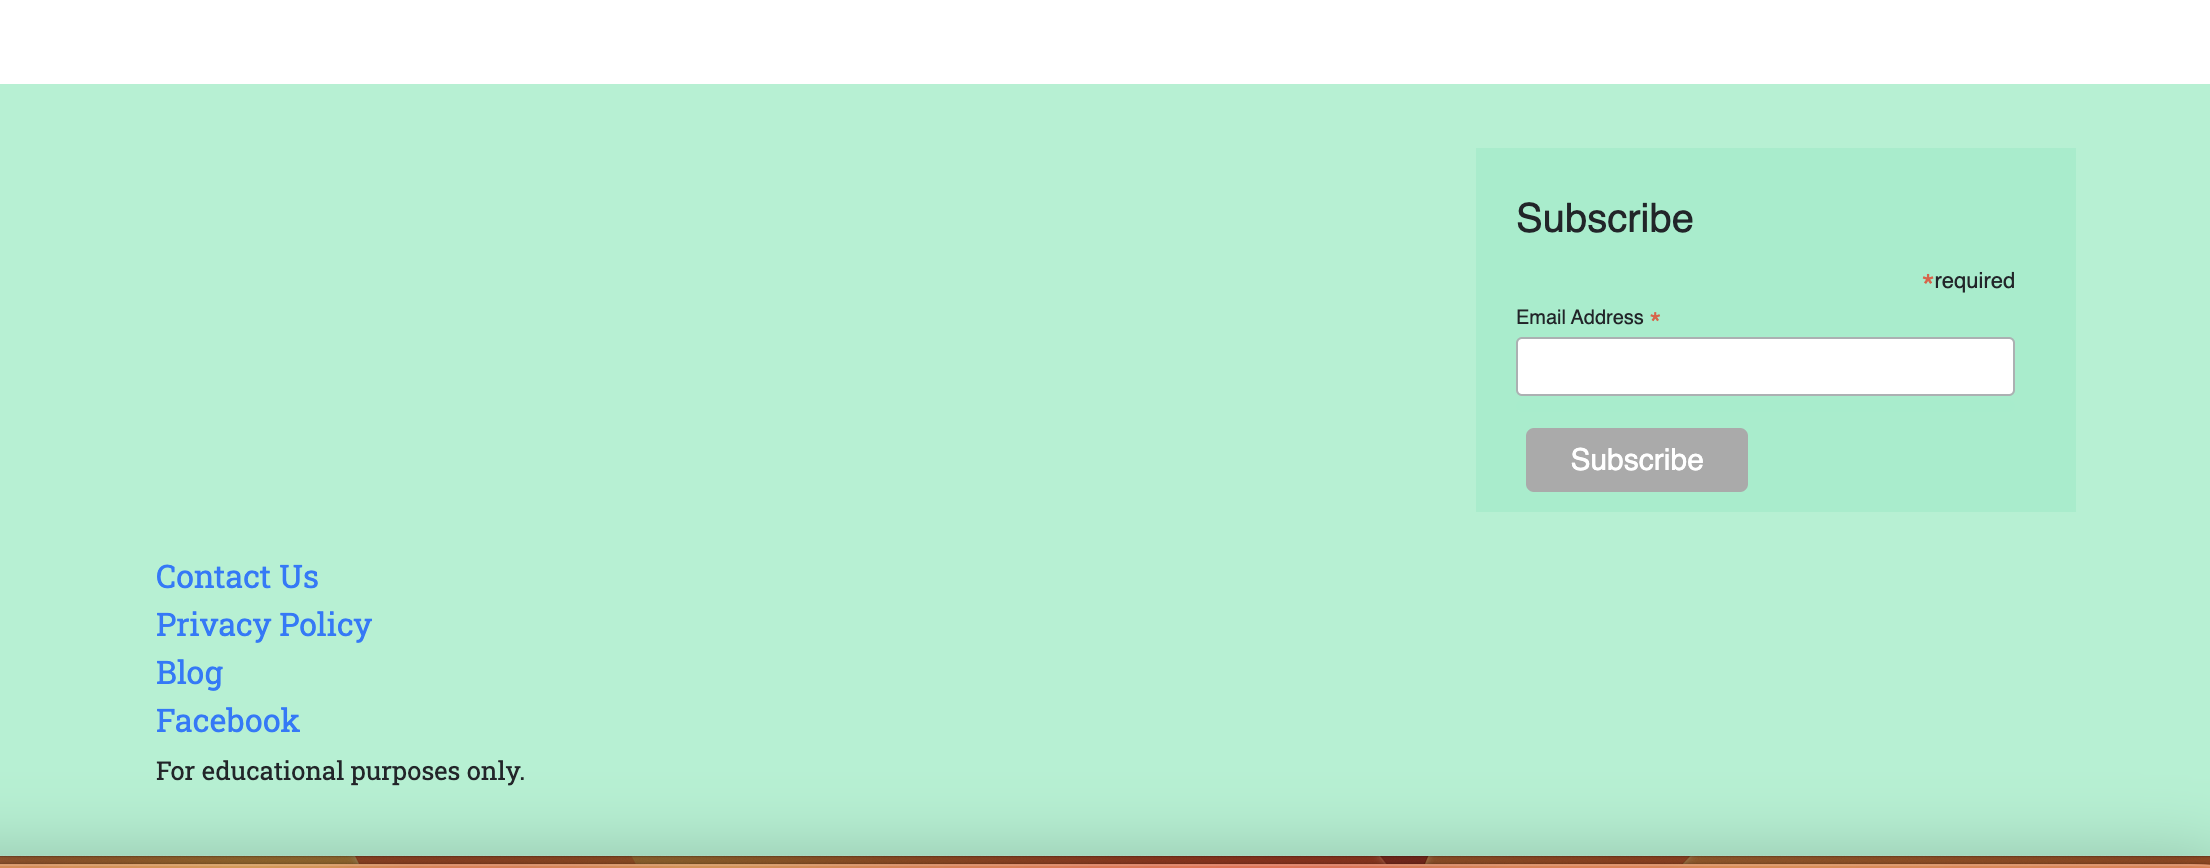 Subscribe
*required
Email Address *
Subscribe
Contact Us
Privacy Policy
Blog
Facebook
For educational purposes only.